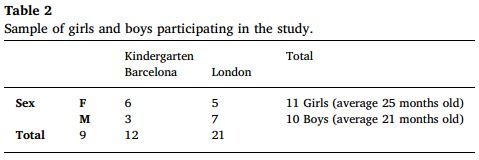 Table 2
Sample of girls and boys participating in the study.
Kindergarten Total
Barcelona London
Sex F 6 5 11 Girls (average 25 months old)
M 3 7 10 Boys (average 21 months old)
Total 9 12 21